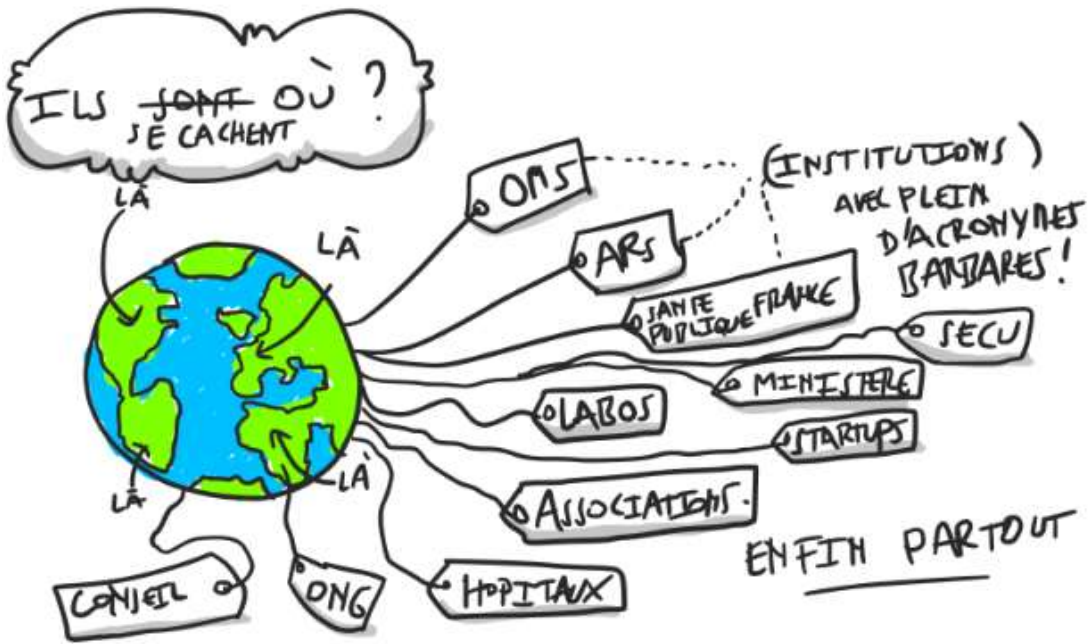 ILS SONT OÙ ?
SE CACHENT
LÀ
LÀ
LÀ
LÀ
OMS
ARS
SANTE
PUBLIQUE FRANCE
(INSTITUTIONS)
AVEC PLEIN
D'ACRONYMES
BARBARES !
SECU
MINISTERE
LABOS
STARTUPS
ASSOCIATIONS.
ENFIN PARTOUT
CONSEIL
ONG
HOPITAUX